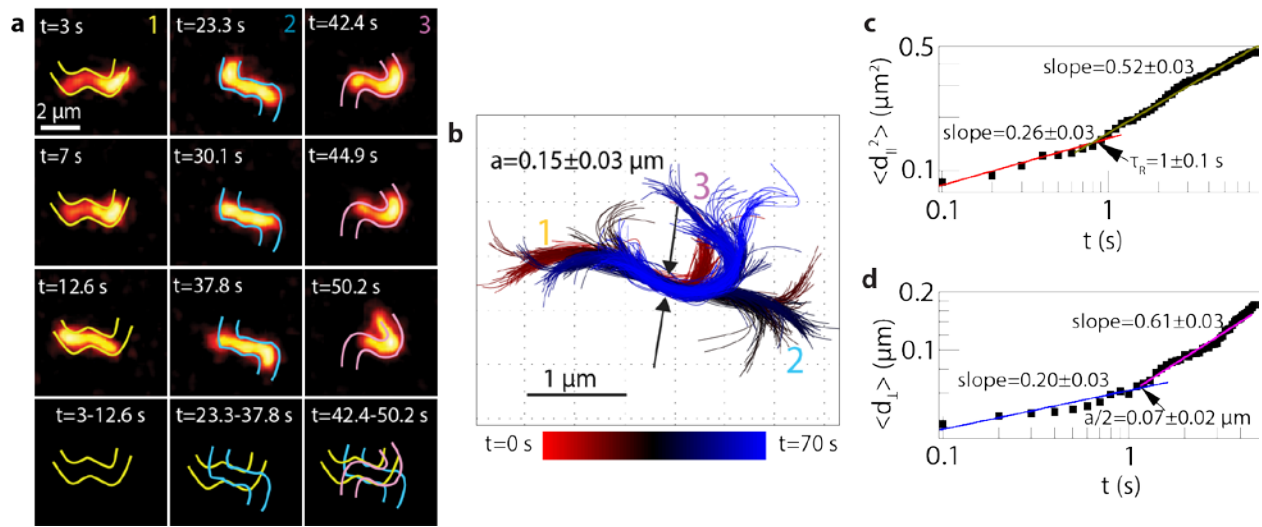 a
t=3 s 1
t=23.3 s 2
t=42.4 s 3
2 μm
t=7 s
t=30.1 s
t=44.9 s
t=12.6 s
t=37.8 s
t=50.2 s
t=3-12.6 s
t=23.3-37.8 s
t=42.4-50.2 s
b
a=0.15±0.03 μm
1
3
2
1 μm
t=0 s
t=70 s
c
0.5
slope=0.52±0.03
<d∥²> (μm²)
slope=0.26±0.03
τR=1±0.1 s
0.1
0.1
1
t (s)
d
0.2
slope=0.61±0.03
<d⊥> (μm)
0.1
slope=0.20±0.03
a/2=0.07±0.02 μm
0.1
1
t (s)